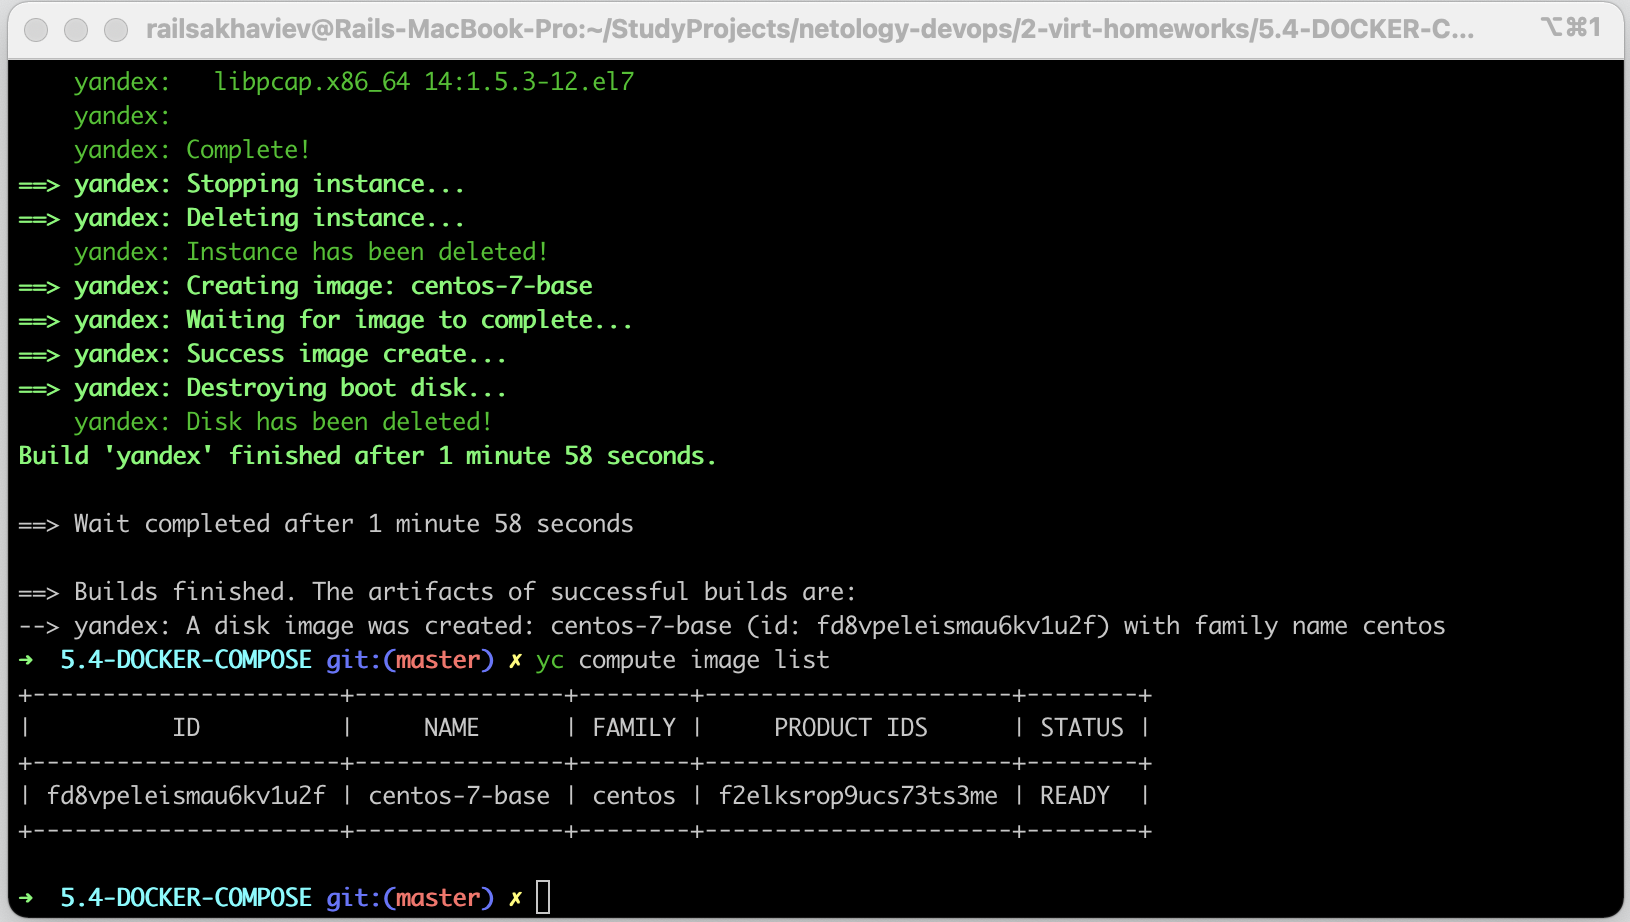 railsakhaviev@Rails-MacBook-Pro:~/StudyProjects/netology-devops/2-virt-homeworks/5.4-DOCKER-C... ⌥⌘1
    yandex:   libpcap.x86_64 14:1.5.3-12.el7
    yandex:
    yandex: Complete!
==> yandex: Stopping instance...
==> yandex: Deleting instance...
    yandex: Instance has been deleted!
==> yandex: Creating image: centos-7-base
==> yandex: Waiting for image to complete...
==> yandex: Success image create...
==> yandex: Destroying boot disk...
    yandex: Disk has been deleted!
Build 'yandex' finished after 1 minute 58 seconds.
==> Wait completed after 1 minute 58 seconds
==> Builds finished. The artifacts of successful builds are:
--> yandex: A disk image was created: centos-7-base (id: fd8vpeleismau6kv1u2f) with family name centos
➜  5.4-DOCKER-COMPOSE git:(master) ✗ yc compute image list
+----------------------+---------------+--------+----------------------+--------+
|          ID          |     NAME      | FAMILY |     PRODUCT IDS      | STATUS |
+----------------------+---------------+--------+----------------------+--------+
| fd8vpeleismau6kv1u2f | centos-7-base | centos | f2elksrop9ucs73ts3me | READY  |
+----------------------+---------------+--------+----------------------+--------+
➜  5.4-DOCKER-COMPOSE git:(master) ✗